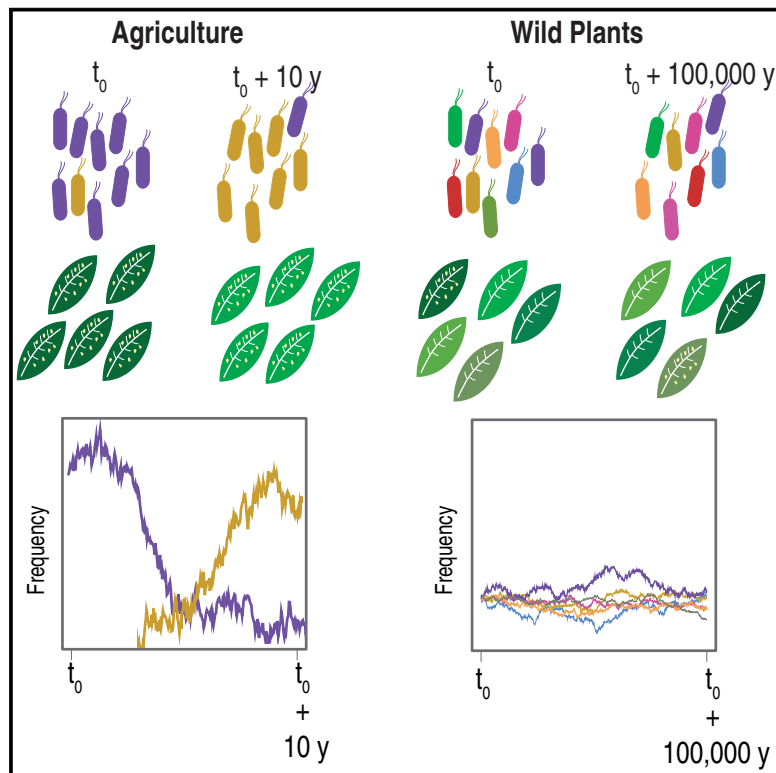 Agriculture
t₀
t₀ + 10 y
Wild Plants
t₀
t₀ + 100,000 y
Frequency
t₀
t₀
+
10 y
Frequency
t₀
t₀
+
100,000 y